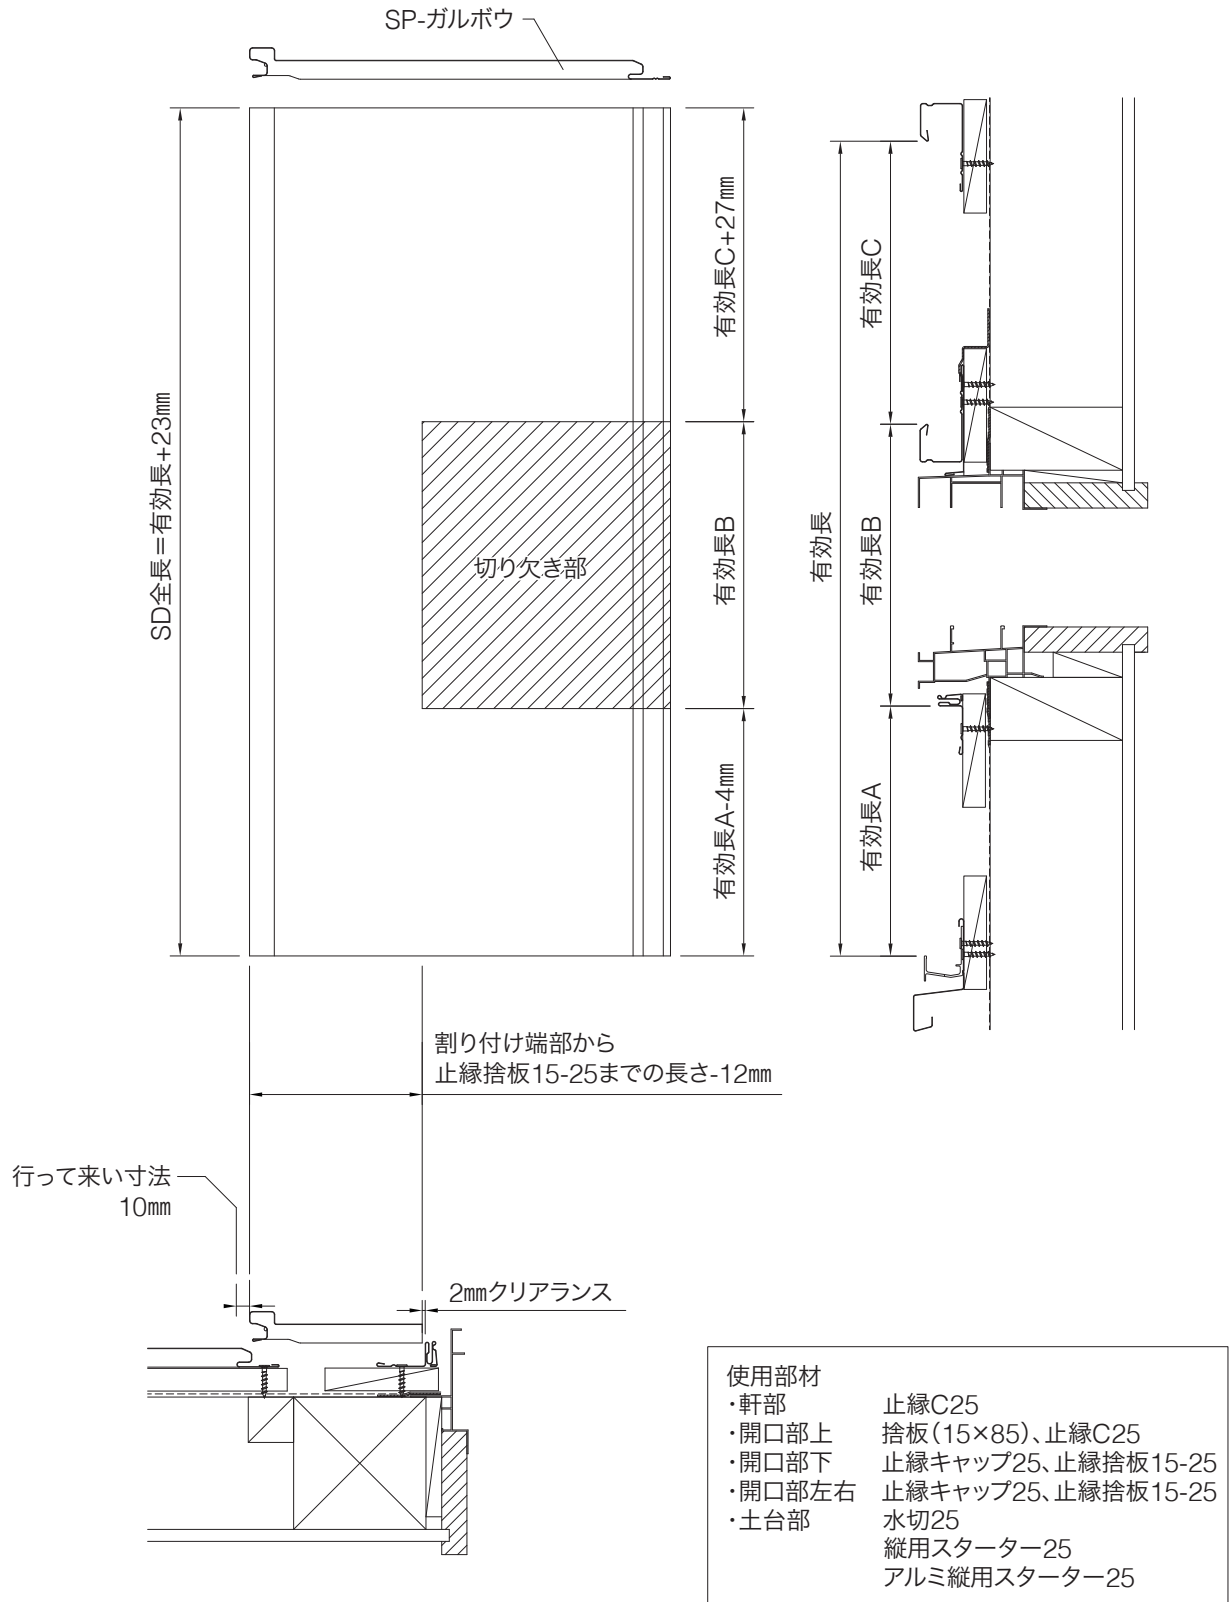 SP-ガルボウ
SD全長＝有効長+23㎜
有効長C+27㎜
有効長B
有効長A-4㎜
切り欠き部
有効長
有効長C
有効長B
有効長A
割り付け端部から
止縁捨板15-25までの長さ-12㎜
行って来い寸法
10㎜
2㎜クリアランス
使用部材
・軒部 止縁C25
・開口部上 捨板（15×85）、止縁C25
・開口部下 止縁キャップ25、止縁捨板15-25
・開口部左右 止縁キャップ25、止縁捨板15-25
・土台部 水切25
縦用スターター25
アルミ縦用スターター25